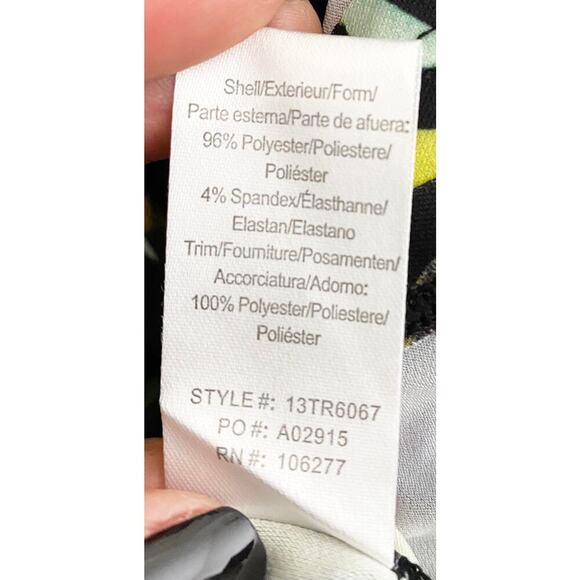 Shell/Exterieur/Form/
Parte esterna/Parte de afuera:
96% Polyester/Poliestere/
Poliéster
4% Spandex/Élasthanne/
Elastan/Elastano
Trim/Fourniture/Posamenten/
Accorciatura/Adorno:
100% Polyester/Poliestere/
Poliéster
STYLE #: 13TR6067
PO #: A02915
RN #: 106277